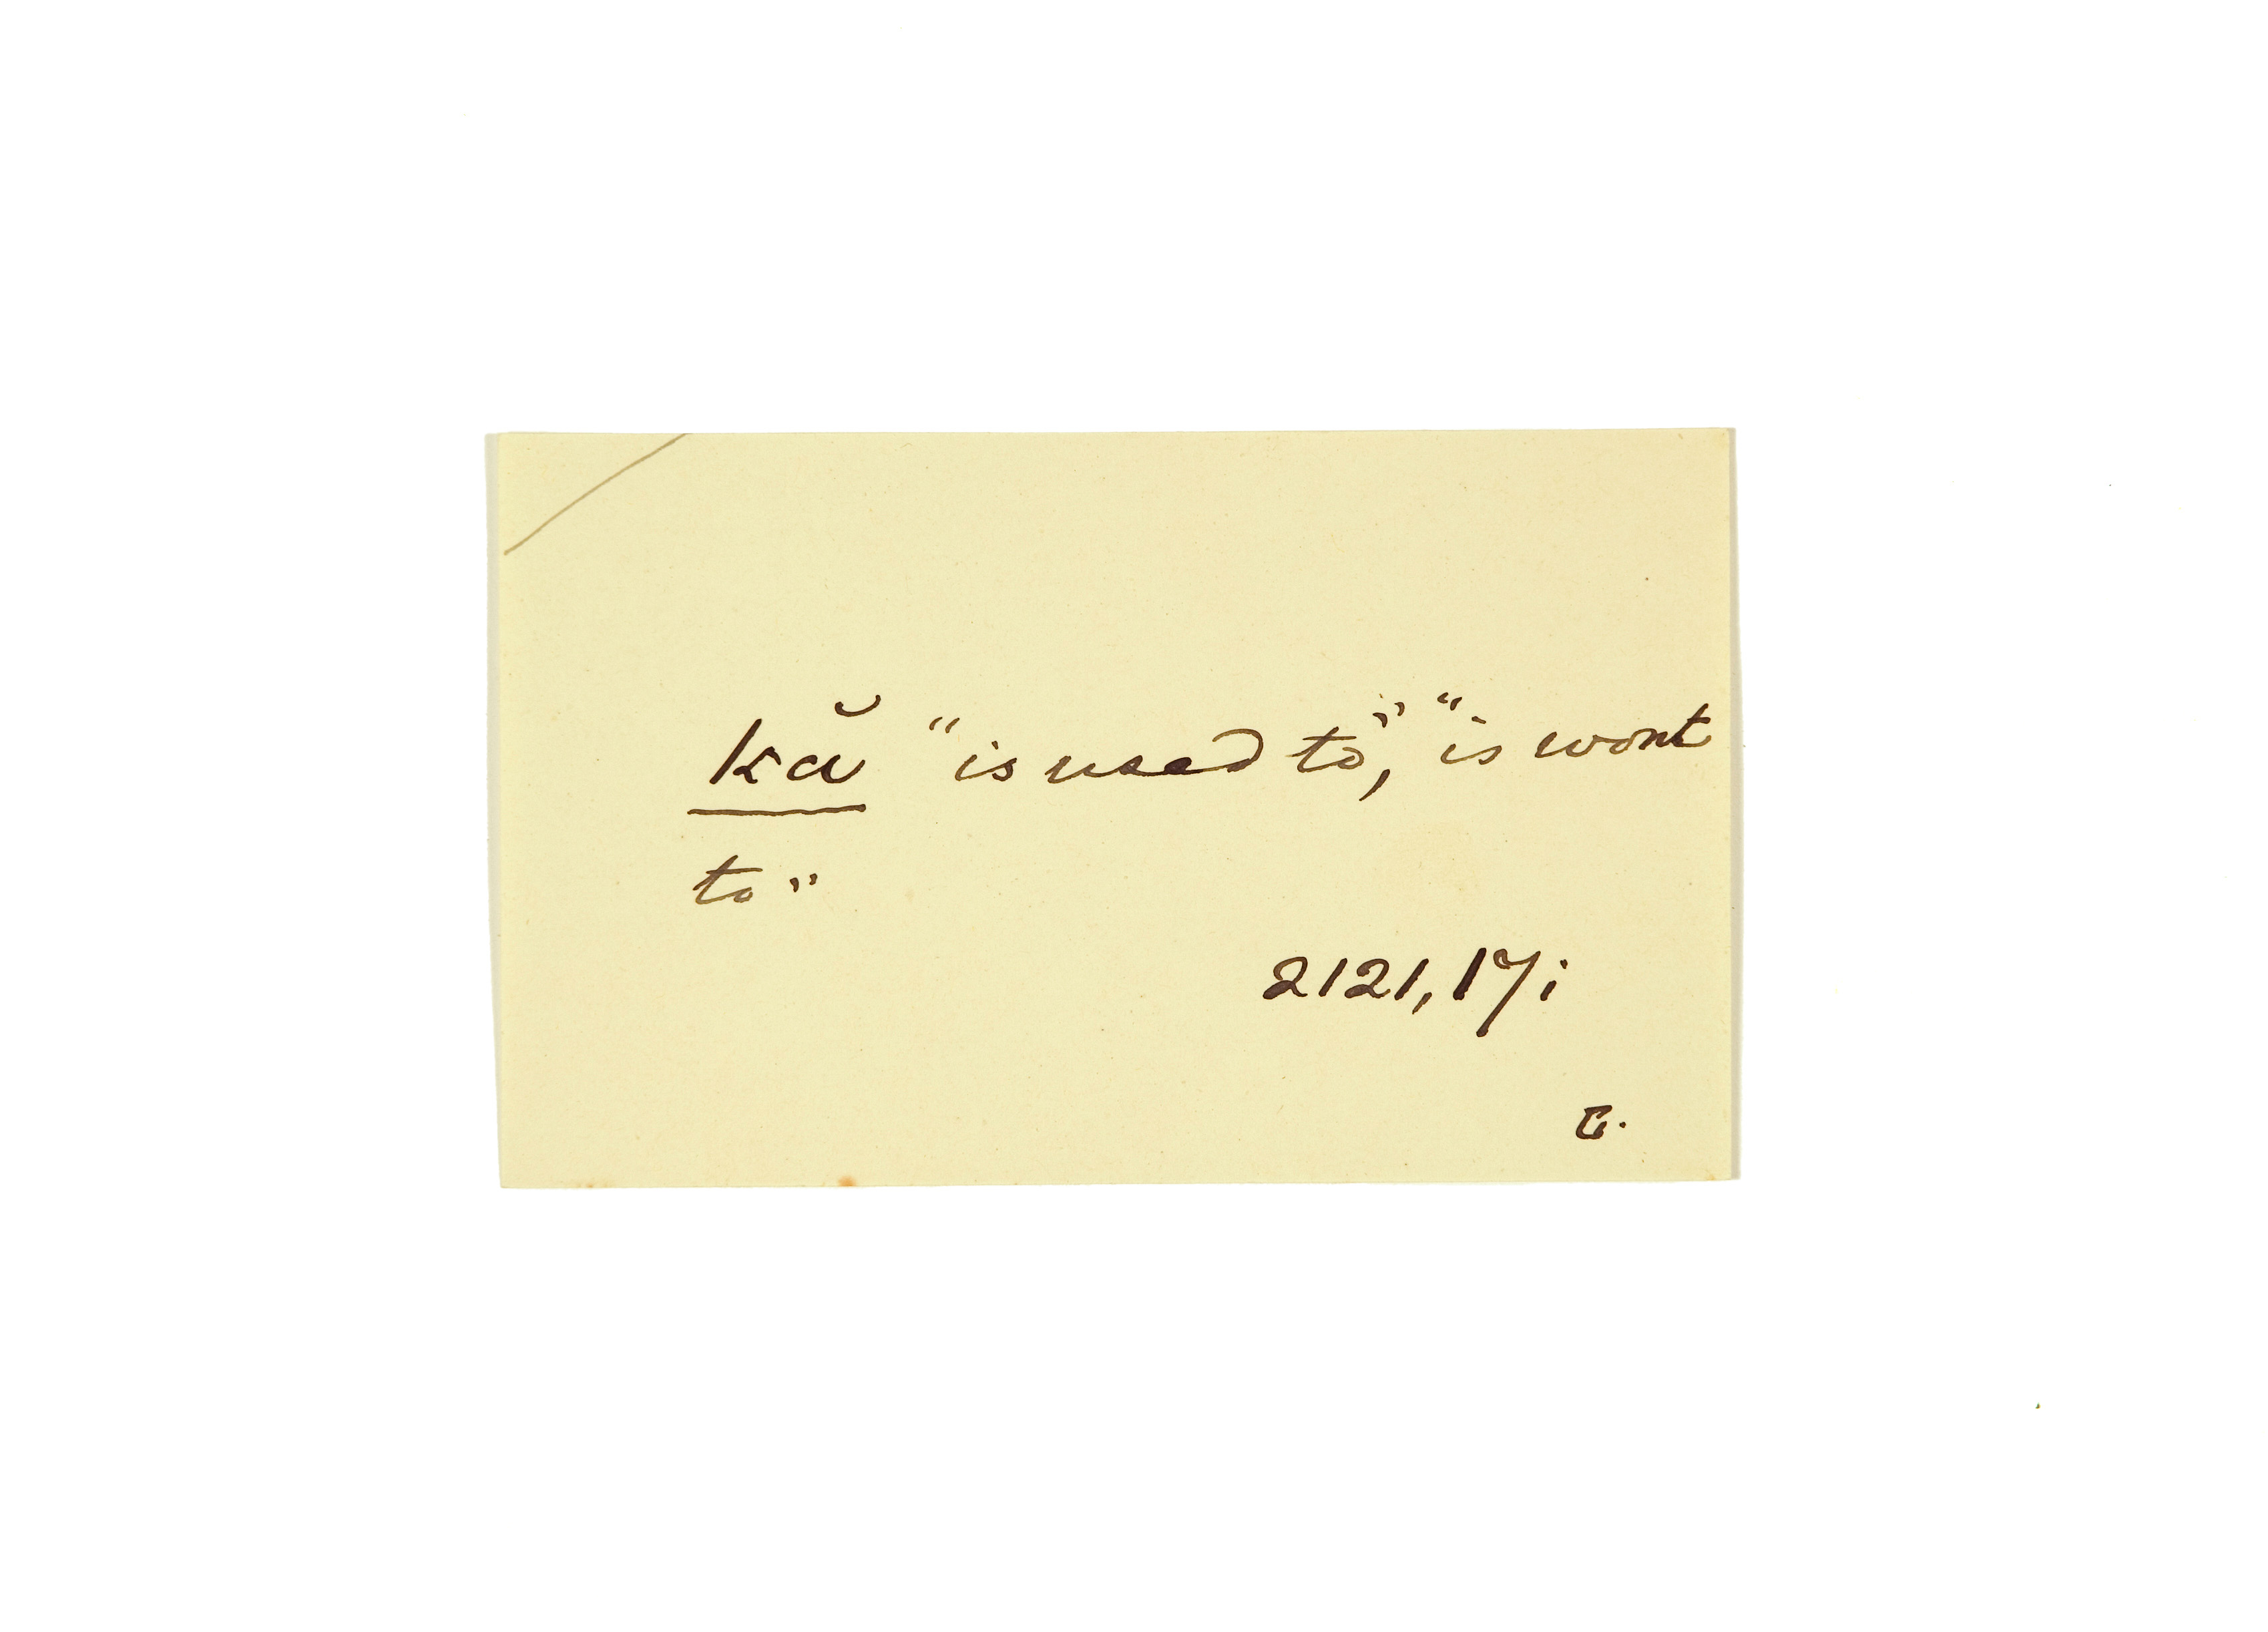 kă "is used to", "is wont
to"
2121, 17i